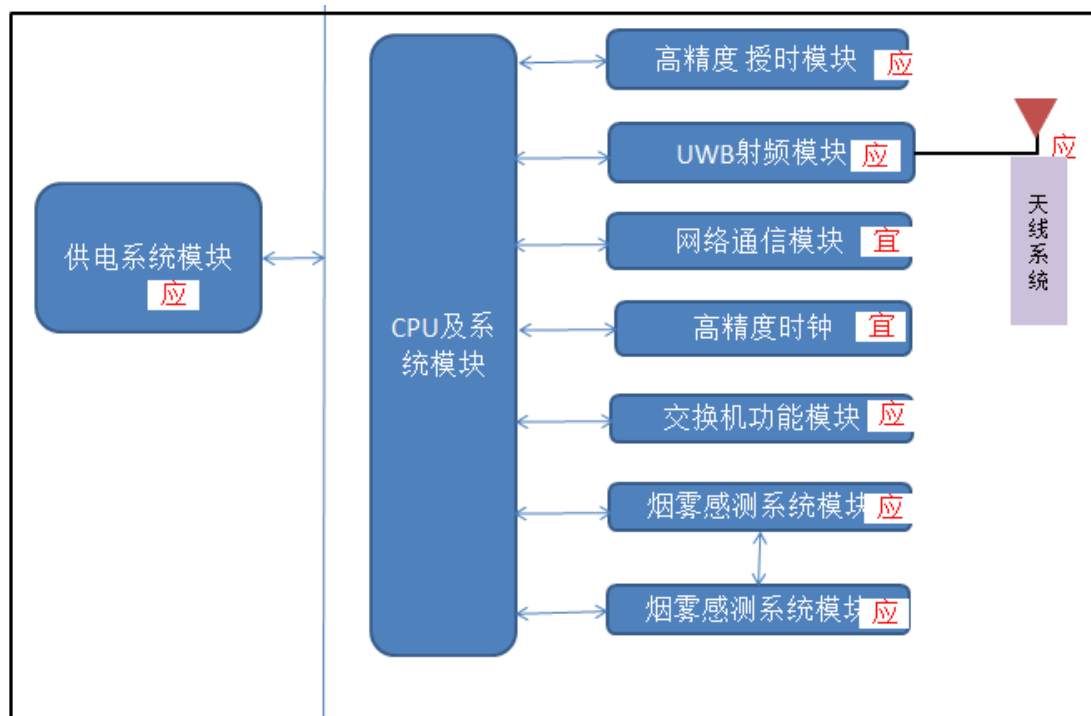 高精度 授时模块 应
UWB射频模块 应
应
天线系统
供电系统模块
应
网络通信模块 宜
CPU及系
统模块
高精度时钟 宜
交换机功能模块 应
烟雾感测系统模块 应
烟雾感测系统模块 应